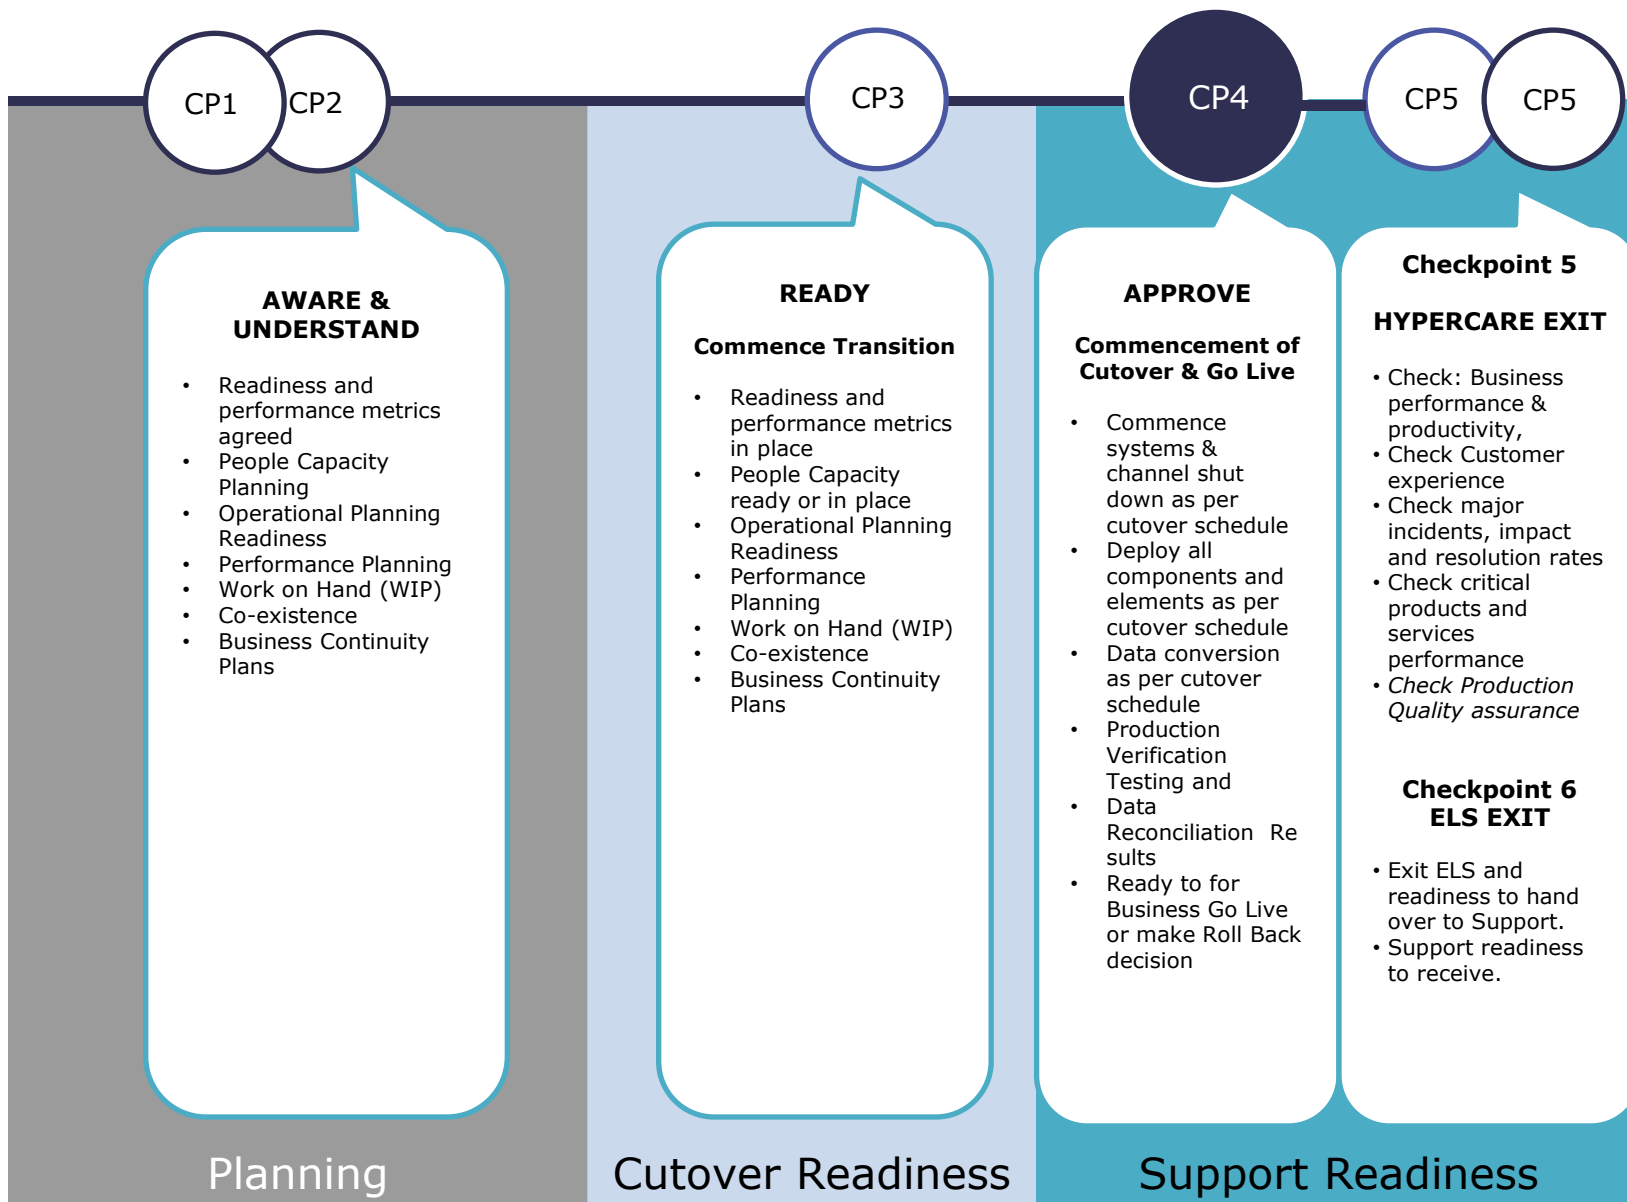 CP1
CP2
CP3
CP4
CP5
CP5
AWARE &
UNDERSTAND
• Readiness and
performance metrics
agreed
• People Capacity
Planning
• Operational Planning
Readiness
• Performance Planning
• Work on Hand (WIP)
• Co-existence
• Business Continuity
Plans
READY
Commence Transition
• Readiness and
performance metrics
in place
• People Capacity
ready or in place
• Operational Planning
Readiness
• Performance
Planning
• Work on Hand (WIP)
• Co-existence
• Business Continuity
Plans
APPROVE
Commencement of
Cutover & Go Live
• Commence
systems &
channel shut
down as per
cutover schedule
• Deploy all
components and
elements as per
cutover schedule
• Data conversion
as per cutover
schedule
• Production
Verification
Testing and
• Data
Reconciliation Re
sults
• Ready to for
Business Go Live
or make Roll Back
decision
Checkpoint 5
HYPERCARE EXIT
• Check: Business
performance &
productivity,
• Check Customer
experience
• Check major
incidents, impact
and resolution rates
• Check critical
products and
services
performance
• Check Production
Quality assurance
Checkpoint 6
ELS EXIT
• Exit ELS and
readiness to hand
over to Support.
• Support readiness
to receive.
Planning
Cutover Readiness
Support Readiness